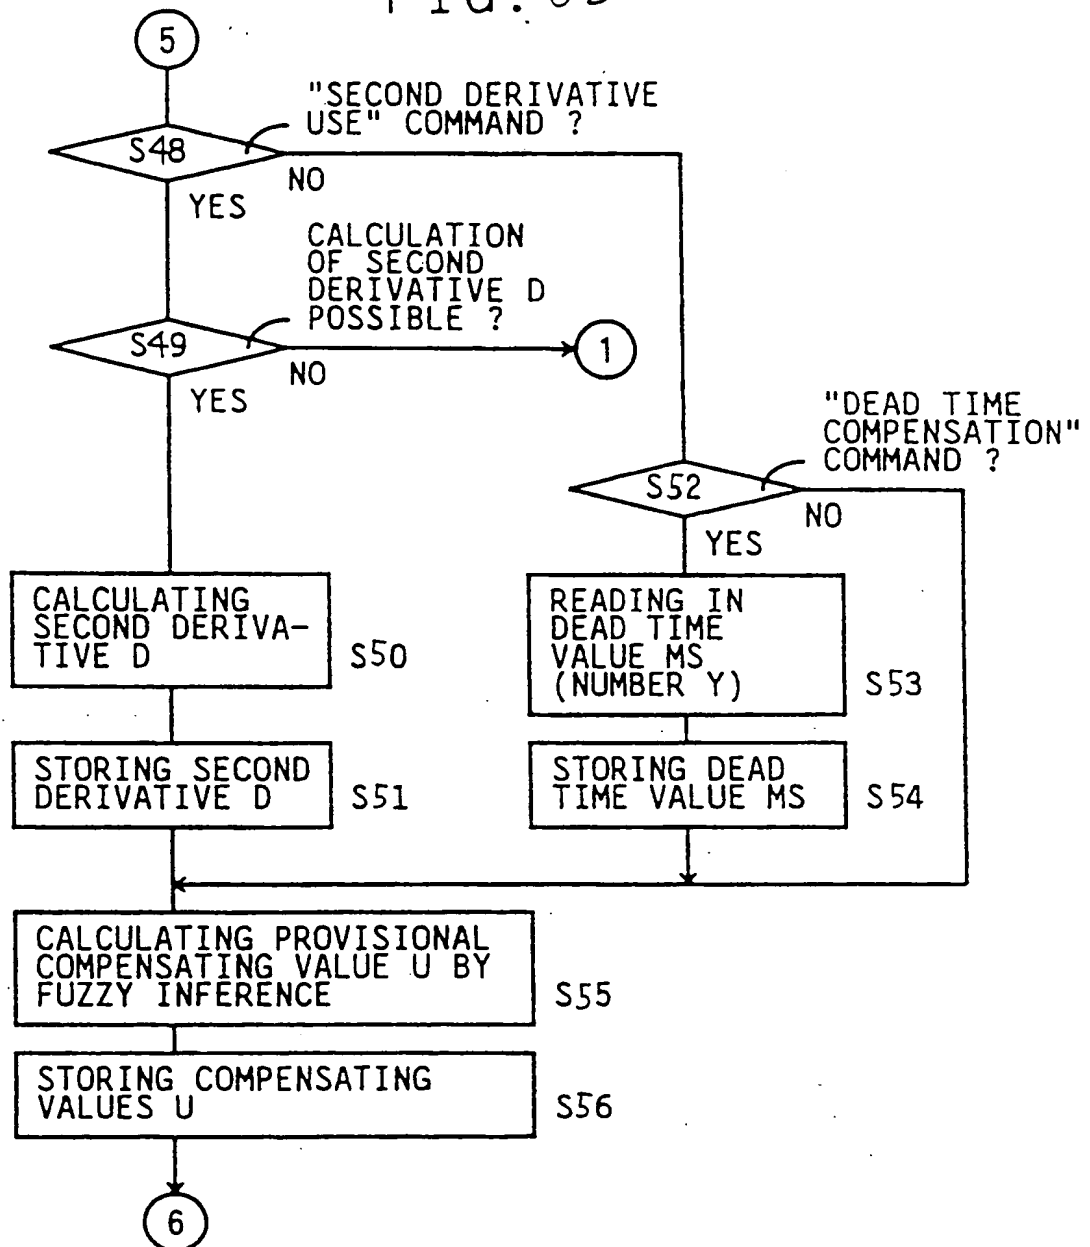 5
"SECOND DERIVATIVE
USE" COMMAND ?
S48
NO
YES
CALCULATION
OF SECOND
DERIVATIVE D
POSSIBLE ?
S49
NO
1
YES
"DEAD TIME
COMPENSATION"
COMMAND ?
S52
NO
YES
CALCULATING
SECOND DERIVA-
TIVE D
S50
READING IN
DEAD TIME
VALUE MS
(NUMBER Y)
S53
STORING SECOND
DERIVATIVE D
S51
STORING DEAD
TIME VALUE MS
S54
CALCULATING PROVISIONAL
COMPENSATING VALUE U BY
FUZZY INFERENCE
S55
STORING COMPENSATING
VALUES U
S56
6